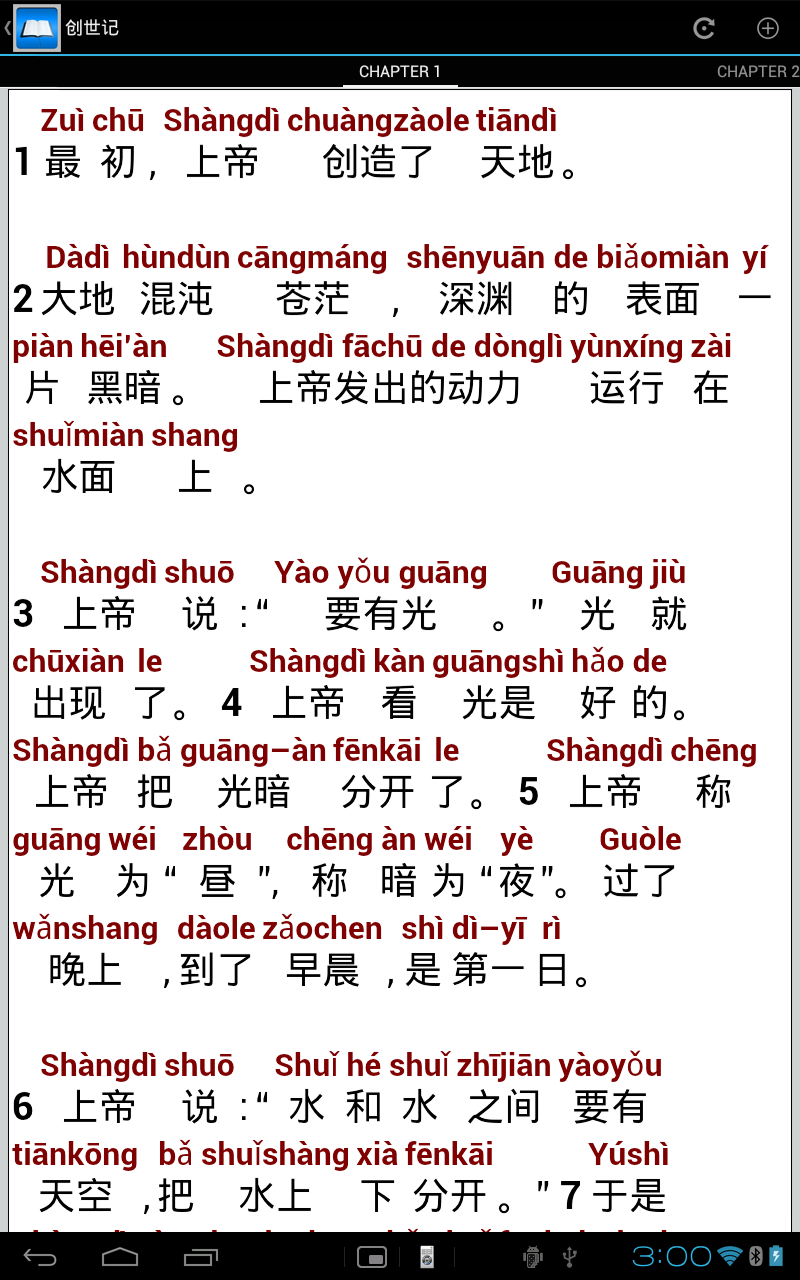 创世记
CHAPTER 1 CHAPTER 2
Zuì chū Shàngdì chuàngzàole tiāndì
1 最初，上帝创造了天地。
Dàdì hùndùn cāngmáng shēnyuān de biǎomiàn yí
2 大地混沌苍茫，深渊的表面一
piàn hēi’àn Shàngdì fāchū de dònglì yùnxíng zài
片黑暗。上帝发出的动力运行在
shuǐmiàn shang
水面上。
Shàngdì shuō Yào yǒu guāng Guāng jiù
3 上帝说：“要有光。”光就
chūxiàn le Shàngdì kàn guāngshì hǎo de
出现了。4 上帝看光是好的。
Shàngdì bǎ guāng–àn fēnkāi le Shàngdì chēng
上帝把光暗分开了。5 上帝称
guāng wéi zhòu chēng àn wéi yè Guòle
光为“昼”，称暗为“夜”。过了
wǎnshang dàole zǎochen shì dì–yī rì
晚上，到了早晨，是第一日。
Shàngdì shuō Shuǐ hé shuǐ zhījiān yàoyǒu
6 上帝说：“水和水之间要有
tiānkōng bǎ shuǐshàng xià fēnkāi Yúshì
天空，把水上下分开。”7 于是
3:00